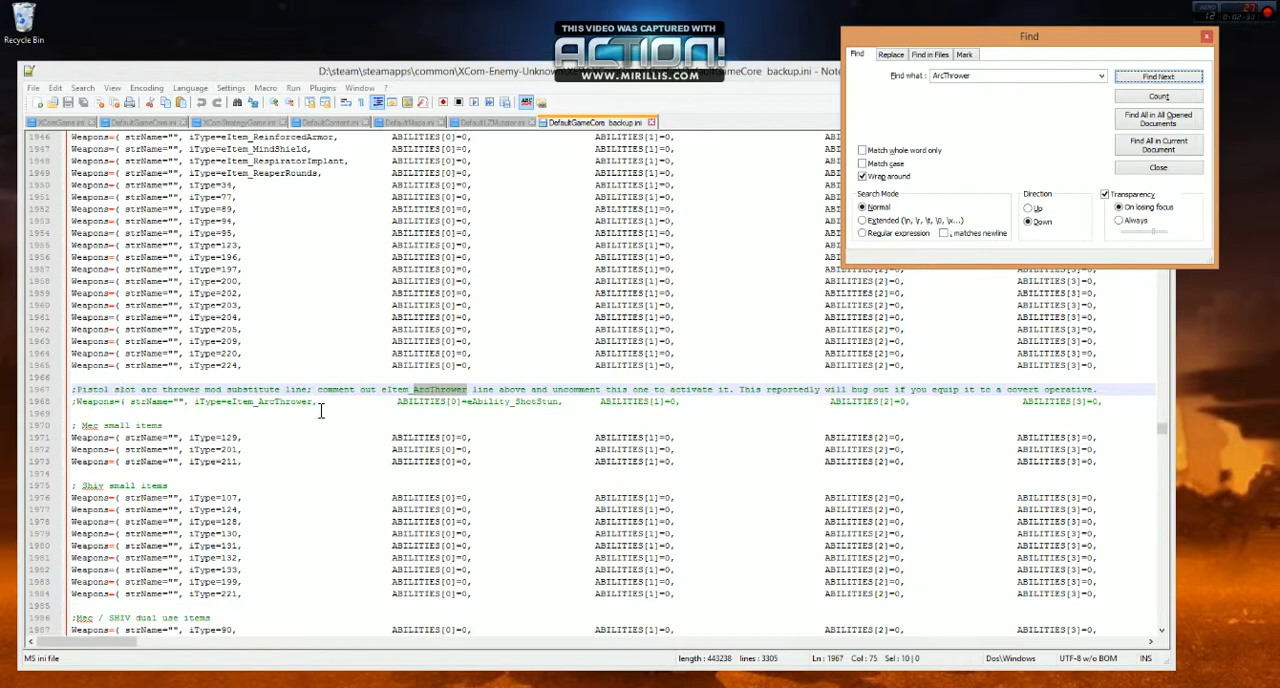 THIS VIDEO WAS CAPTURED WITH
ACTION!
WWW.MIRILLIS.COM
Recycle Bin
D:\steam\steamapps\common\XCom-Enemy-Unknown\
File Edit Search View Encoding Language Settings Macro Run Plugins Window ?
DefaultGameCore backup.ini
Find
Find Replace Find in Files Mark
Find what : ArcThrower Find Next
Count
Find All in All Opened Documents
Find All in Current Document
Close
Match whole word only
Match case
Wrap around
Search Mode Direction Transparency
Normal Up On losing focus
Extended (\n, \r, \t, \0, \x...) Down Always
Regular expression . matches newline
1946 Weapons=( strName="", iType=eItem_ReinforcedArmor, ABILITIES[0]=0, ABILITIES[1]=0,
1947 Weapons=( strName="", iType=eItem_MindShield, ABILITIES[0]=0, ABILITIES[1]=0,
1948 Weapons=( strName="", iType=eItem_RespiratorImplant, ABILITIES[0]=0, ABILITIES[1]=0,
1949 Weapons=( strName="", iType=eItem_ReaperRounds, ABILITIES[0]=0, ABILITIES[1]=0,
1950 Weapons=( strName="", iType=34, ABILITIES[0]=0, ABILITIES[1]=0,
1951 Weapons=( strName="", iType=77, ABILITIES[0]=0, ABILITIES[1]=0,
1952 Weapons=( strName="", iType=89, ABILITIES[0]=0, ABILITIES[1]=0,
1953 Weapons=( strName="", iType=94, ABILITIES[0]=0, ABILITIES[1]=0,
1954 Weapons=( strName="", iType=95, ABILITIES[0]=0, ABILITIES[1]=0,
1955 Weapons=( strName="", iType=123, ABILITIES[0]=0, ABILITIES[1]=0,
1956 Weapons=( strName="", iType=196, ABILITIES[0]=0, ABILITIES[1]=0,
1957 Weapons=( strName="", iType=197, ABILITIES[0]=0, ABILITIES[1]=0, ABILITIES[2]=0, ABILITIES[3]=0,
1958 Weapons=( strName="", iType=200, ABILITIES[0]=0, ABILITIES[1]=0, ABILITIES[2]=0, ABILITIES[3]=0,
1959 Weapons=( strName="", iType=202, ABILITIES[0]=0, ABILITIES[1]=0, ABILITIES[2]=0, ABILITIES[3]=0,
1960 Weapons=( strName="", iType=203, ABILITIES[0]=0, ABILITIES[1]=0, ABILITIES[2]=0, ABILITIES[3]=0,
1961 Weapons=( strName="", iType=204, ABILITIES[0]=0, ABILITIES[1]=0, ABILITIES[2]=0, ABILITIES[3]=0,
1962 Weapons=( strName="", iType=205, ABILITIES[0]=0, ABILITIES[1]=0, ABILITIES[2]=0, ABILITIES[3]=0,
1963 Weapons=( strName="", iType=209, ABILITIES[0]=0, ABILITIES[1]=0, ABILITIES[2]=0, ABILITIES[3]=0,
1964 Weapons=( strName="", iType=220, ABILITIES[0]=0, ABILITIES[1]=0, ABILITIES[2]=0, ABILITIES[3]=0,
1965 Weapons=( strName="", iType=224, ABILITIES[0]=0, ABILITIES[1]=0, ABILITIES[2]=0, ABILITIES[3]=0,
1966
1967 ;Pistol slot arc thrower mod substitute line; comment out eItem_ArcThrower line above and uncomment this one to activate it. This reportedly will bug out if you equip it to a covert operative.
1968 ;Weapons=( strName="", iType=eItem_ArcThrower, ABILITIES[0]=eAbility_ShotStun, ABILITIES[1]=0, ABILITIES[2]=0, ABILITIES[3]=0,
1969
1970 ; Mec small items
1971 Weapons=( strName="", iType=129, ABILITIES[0]=0, ABILITIES[1]=0, ABILITIES[2]=0, ABILITIES[3]=0,
1972 Weapons=( strName="", iType=201, ABILITIES[0]=0, ABILITIES[1]=0, ABILITIES[2]=0, ABILITIES[3]=0,
1973 Weapons=( strName="", iType=211, ABILITIES[0]=0, ABILITIES[1]=0, ABILITIES[2]=0, ABILITIES[3]=0,
1974
1975 ; Shiv small items
1976 Weapons=( strName="", iType=107, ABILITIES[0]=0, ABILITIES[1]=0, ABILITIES[2]=0, ABILITIES[3]=0,
1977 Weapons=( strName="", iType=124, ABILITIES[0]=0, ABILITIES[1]=0, ABILITIES[2]=0, ABILITIES[3]=0,
1978 Weapons=( strName="", iType=128, ABILITIES[0]=0, ABILITIES[1]=0, ABILITIES[2]=0, ABILITIES[3]=0,
1979 Weapons=( strName="", iType=130, ABILITIES[0]=0, ABILITIES[1]=0, ABILITIES[2]=0, ABILITIES[3]=0,
1980 Weapons=( strName="", iType=131, ABILITIES[0]=0, ABILITIES[1]=0, ABILITIES[2]=0, ABILITIES[3]=0,
1981 Weapons=( strName="", iType=132, ABILITIES[0]=0, ABILITIES[1]=0, ABILITIES[2]=0, ABILITIES[3]=0,
1982 Weapons=( strName="", iType=133, ABILITIES[0]=0, ABILITIES[1]=0, ABILITIES[2]=0, ABILITIES[3]=0,
1983 Weapons=( strName="", iType=199, ABILITIES[0]=0, ABILITIES[1]=0, ABILITIES[2]=0, ABILITIES[3]=0,
1984 Weapons=( strName="", iType=221, ABILITIES[0]=0, ABILITIES[1]=0, ABILITIES[2]=0, ABILITIES[3]=0,
1985
1986 ;Mec / SHIV dual use items
1987 Weapons=( strName="", iType=90, ABILITIES[0]=0, ABILITIES[1]=0, ABILITIES[2]=0, ABILITIES[3]=0,
MS ini file length : 443238 lines : 3305 Ln : 1967 Col : 75 Sel : 10 | 0 Dos\Windows UTF-8 w/o BOM INS